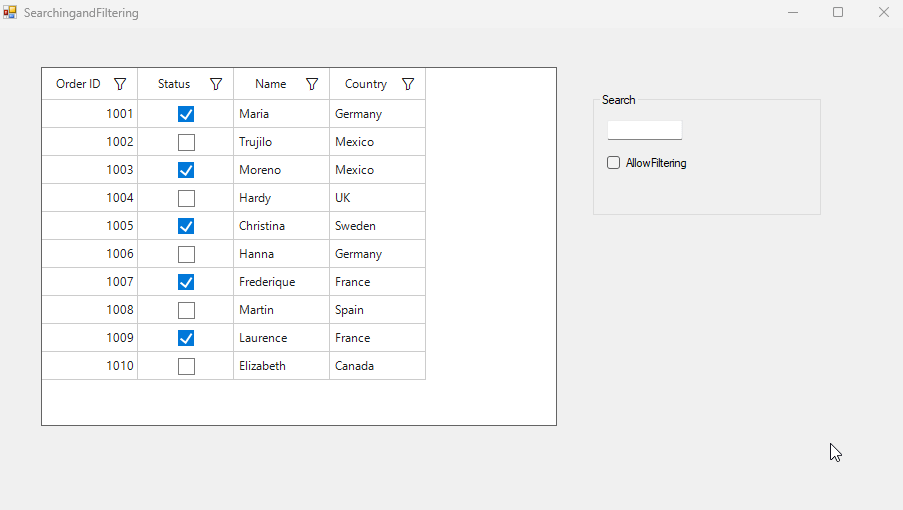 SearchingandFiltering
Order ID Status Name Country
1001 Maria Germany
1002 Trujilo Mexico
1003 Moreno Mexico
1004 Hardy UK
1005 Christina Sweden
1006 Hanna Germany
1007 Frederique France
1008 Martin Spain
1009 Laurence France
1010 Elizabeth Canada
Search
AllowFiltering